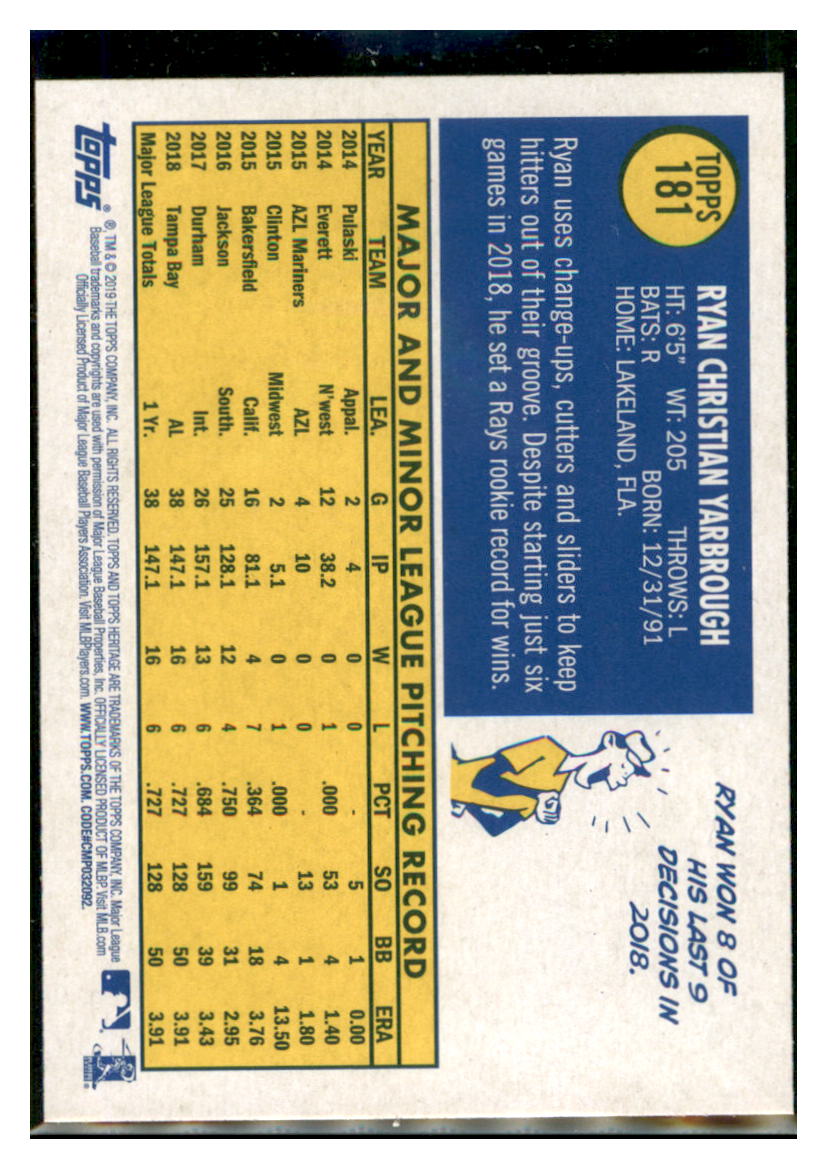 TOPPS
181
RYAN CHRISTIAN YARBROUGH
HT: 6'5" WT: 205 THROWS: L
BATS: R BORN: 12/31/91
HOME: LAKELAND, FLA.
Ryan uses change-ups, cutters and sliders to keep
hitters out of their groove. Despite starting just six
games in 2018, he set a Rays rookie record for wins.
RYAN WON 8 OF
HIS LAST 9
DECISIONS IN
2018.
MAJOR AND MINOR LEAGUE PITCHING RECORD
YEAR TEAM LEA. G IP W L PCT SO BB ERA
2014 Pulaski Appal. 2 4 0 0 - 5 1 0.00
2014 Everett N'west 12 38.2 0 1 .000 53 4 1.40
2015 AZL Mariners AZL 4 10 0 0 - 13 1 1.80
2015 Clinton Midwest 2 5.1 0 1 .000 1 4 13.50
2015 Bakersfield Calif. 16 81.1 4 7 .364 74 18 3.76
2016 Jackson South. 25 128.1 12 4 .750 99 31 2.95
2017 Durham Int. 26 157.1 13 6 .684 159 39 3.43
2018 Tampa Bay AL 38 147.1 16 6 .727 128 50 3.91
Major League Totals 1 Yr. 38 147.1 16 6 .727 128 50 3.91
topps®
®, TM & © 2019 THE TOPPS COMPANY, INC. ALL RIGHTS RESERVED. TOPPS AND TOPPS HERITAGE ARE TRADEMARKS OF THE TOPPS COMPANY, INC. Major League
Baseball trademarks and copyrights are used with permission of Major League Baseball Properties, Inc. OFFICIALLY LICENSED PRODUCT OF MLBP. Visit MLB.com
Officially Licensed Product of Major League Baseball Players Association. Visit MLBPlayers.com. WWW.TOPPS.COM. CODE#CMP032092.